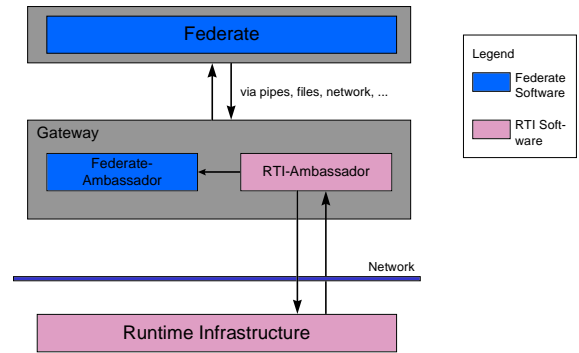 Federate
via pipes, files, network, ...
Gateway
Federate-
Ambassador
RTI-Ambassador
Network
Runtime Infrastructure
Legend
Federate
Software
RTI Soft-
ware